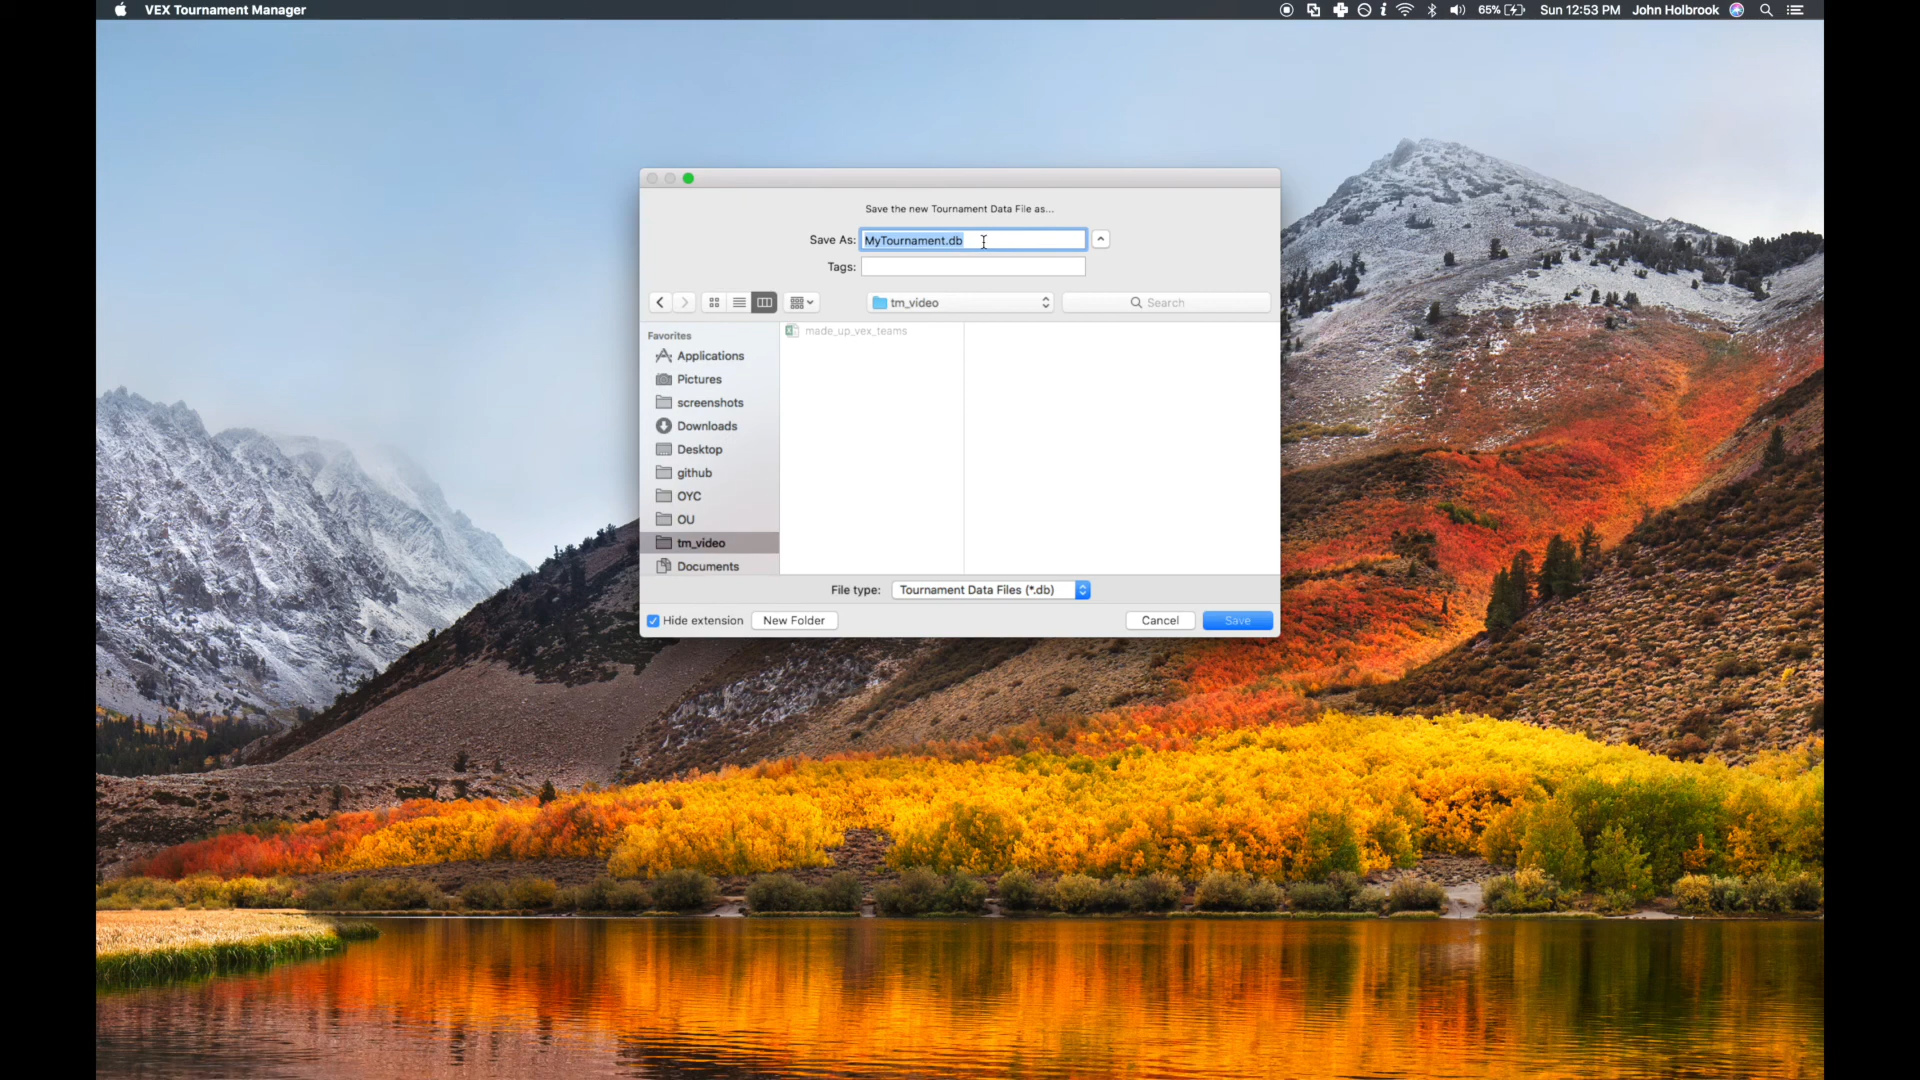 VEX Tournament Manager
65%
Sun 12:53 PM
John Holbrook
Save the new Tournament Data File as...
Save As:
MyTournament.db
Tags:
tm_video
Search
Favorites
Applications
Pictures
screenshots
Downloads
Desktop
github
OYC
OU
tm_video
Documents
made_up_vex_teams
File type:
Tournament Data Files (*.db)
Hide extension
New Folder
Cancel
Save